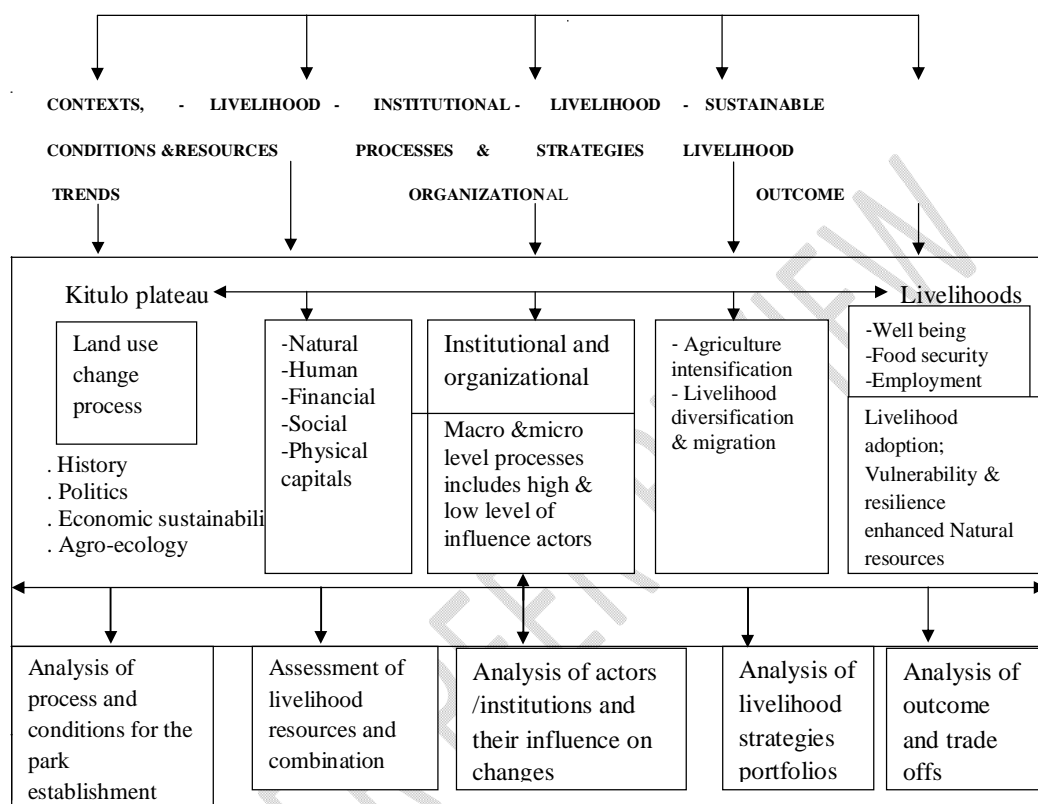 CONTEXTS, - LIVELIHOOD - INSTITUTIONAL - LIVELIHOOD - SUSTAINABLE
CONDITIONS &RESOURCES PROCESSES & STRATEGIES LIVELIHOOD
TRENDS ORGANIZATIONAL OUTCOME
Kitulo plateau
Livelihoods
Land use
change
process
. History
. Politics
. Economic sustainabili
. Agro-ecology
-Natural
-Human
-Financial
-Social
-Physical
capitals
Institutional and
organizational
Macro &micro
level processes
includes high &
low level of
influence actors
- Agriculture
intensification
- Livelihood
diversification
& migration
-Well being
-Food security
-Employment
Livelihood
adoption;
Vulnerability &
resilience
enhanced Natural
resources
Analysis of
process and
conditions for the
park
establishment
Assessment of
livelihood
resources and
combination
Analysis of actors
/institutions and
their influence on
changes
Analysis of
livelihood
strategies
portfolios
Analysis of
outcome
and trade
offs